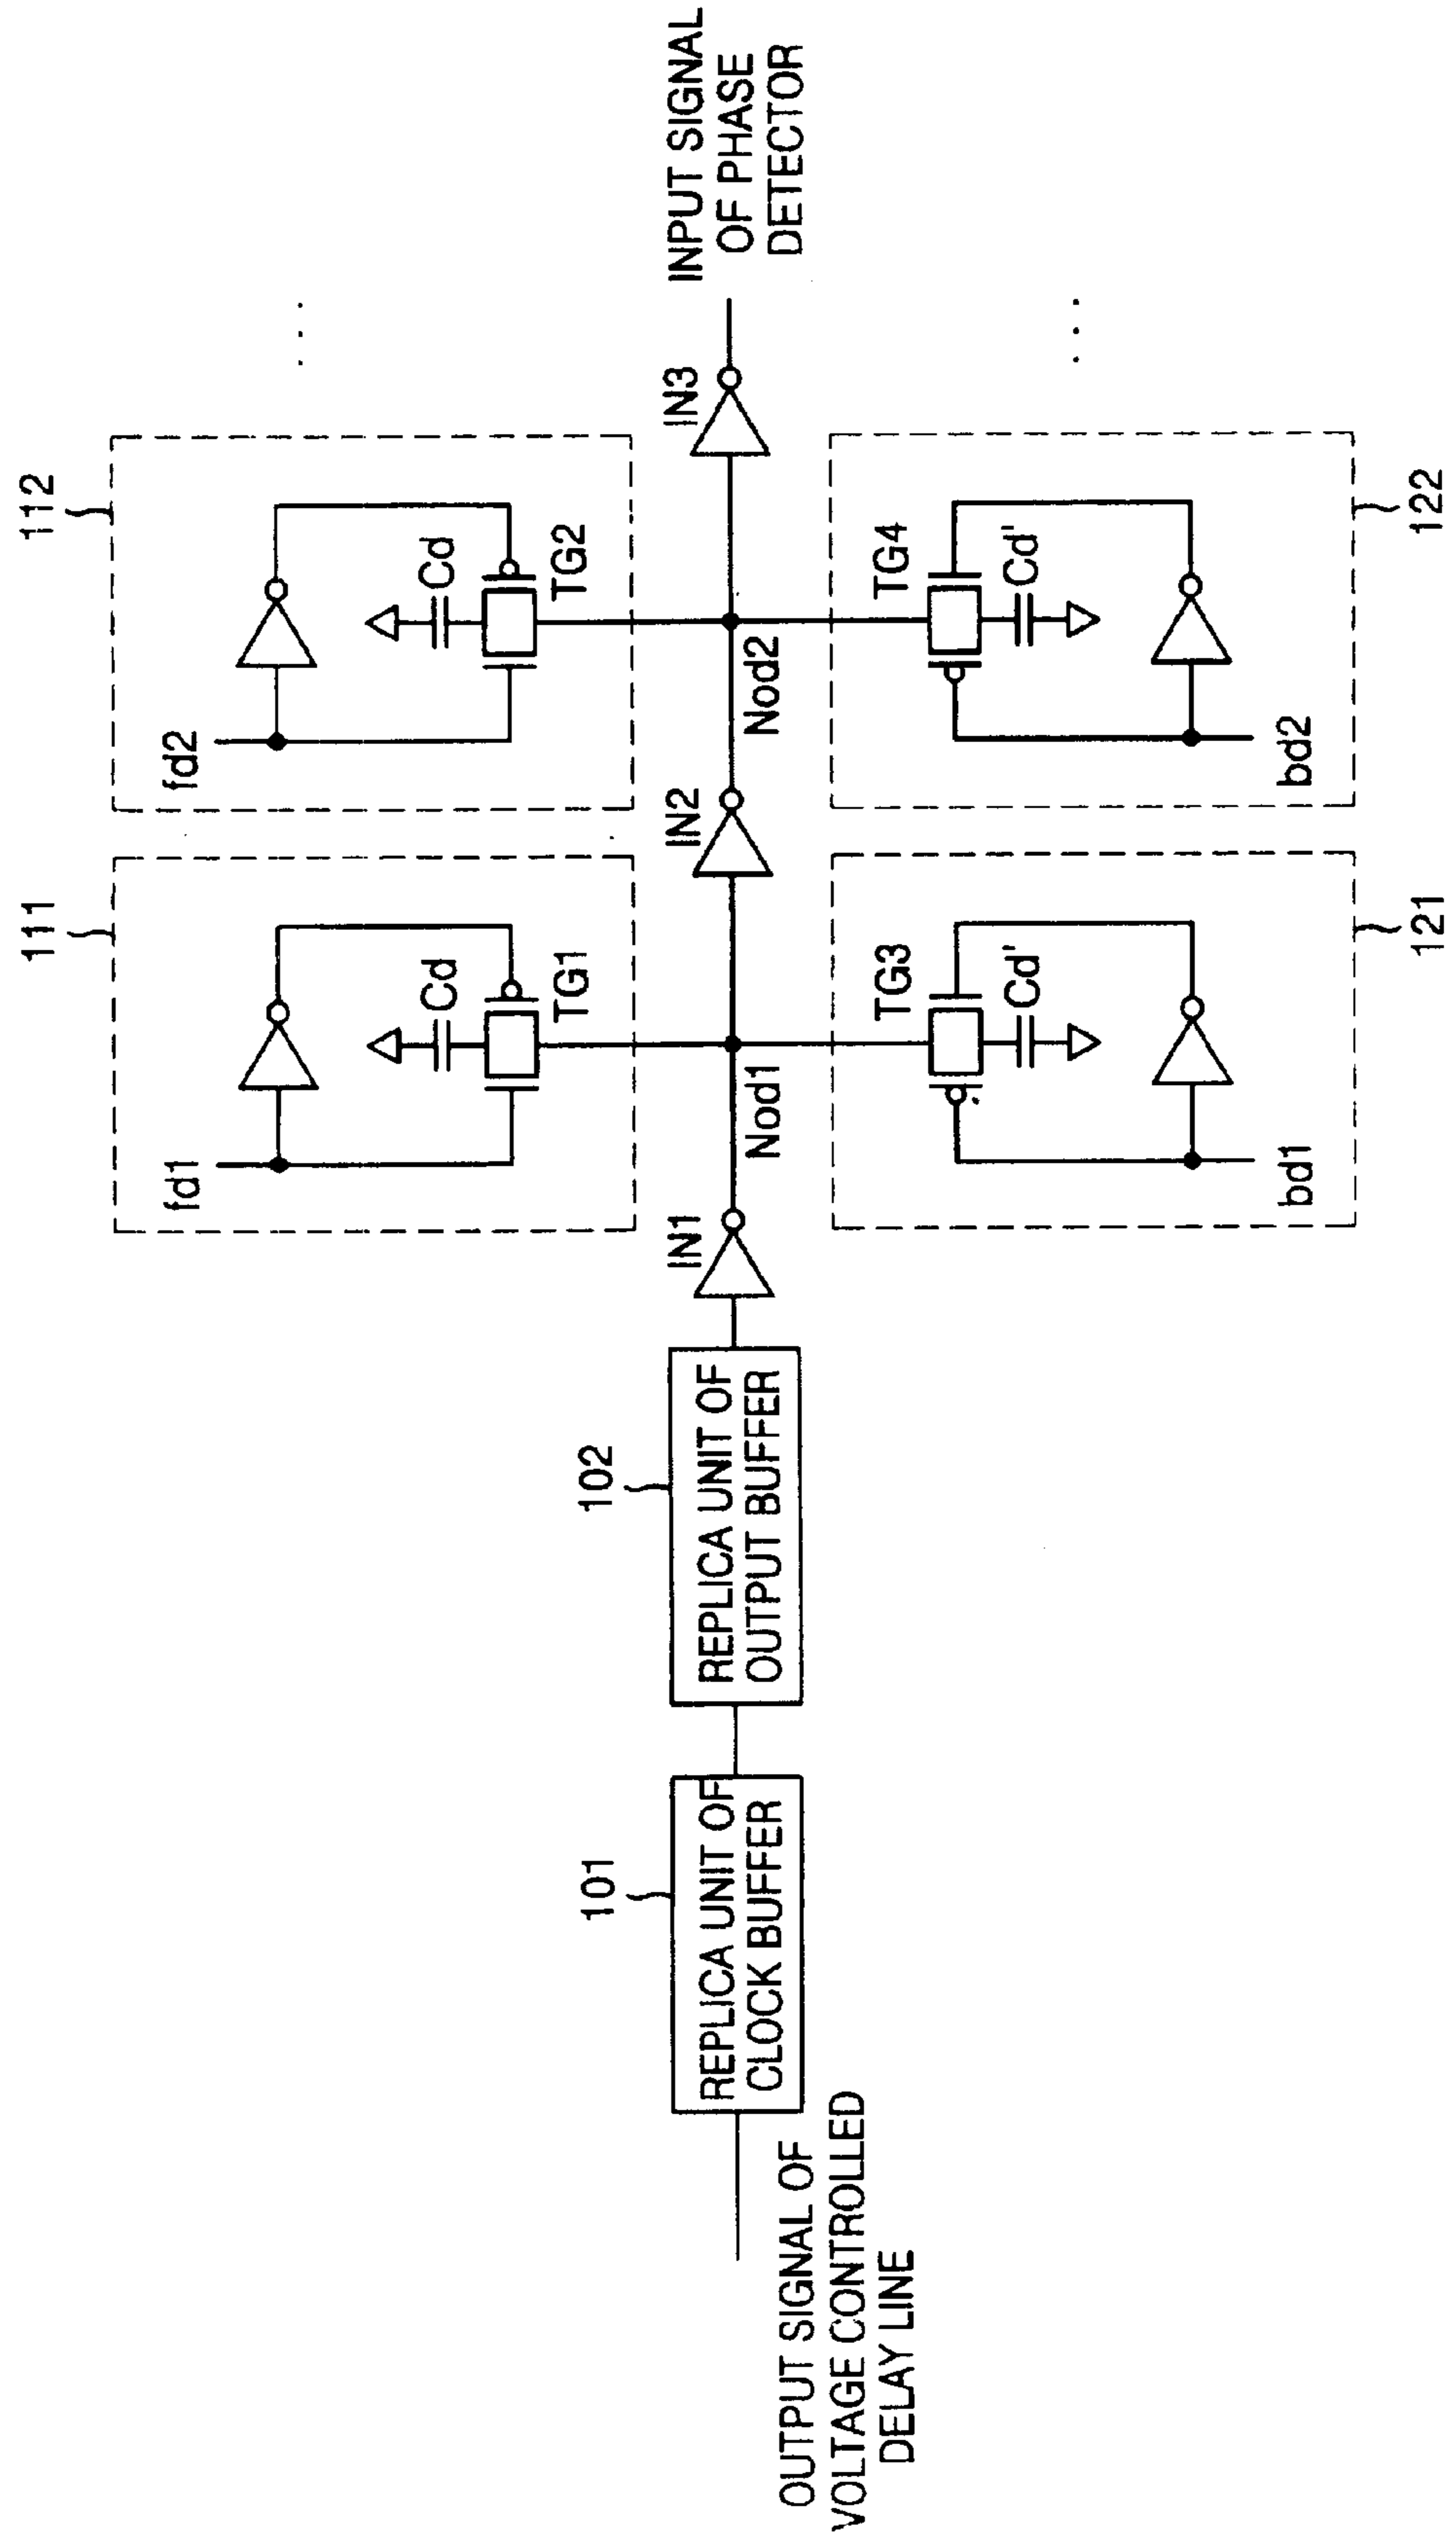 111
fd1
Cd
TG1
112
fd2
Cd
TG2
OUTPUT SIGNAL OF
VOLTAGE CONTROLLED
DELAY LINE
101
REPLICA UNIT OF
CLOCK BUFFER
102
REPLICA UNIT OF
OUTPUT BUFFER
IN1
Nod1
IN2
Nod2
IN3
INPUT SIGNAL
OF PHASE
DETECTOR
TG3
Cd'
bd1
121
TG4
Cd'
bd2
122